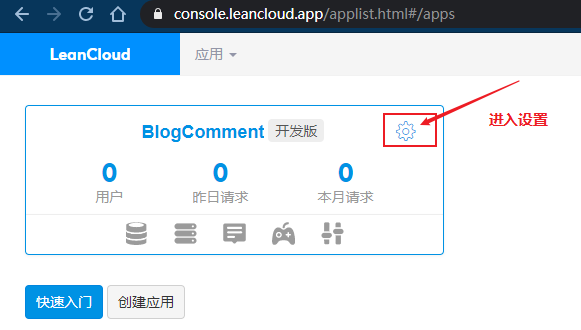 console.leancloud.app/applist.html#/apps
LeanCloud 应用
BlogComment 开发版
进入设置
0 0 0
用户 昨日请求 本月请求
快速入门 创建应用